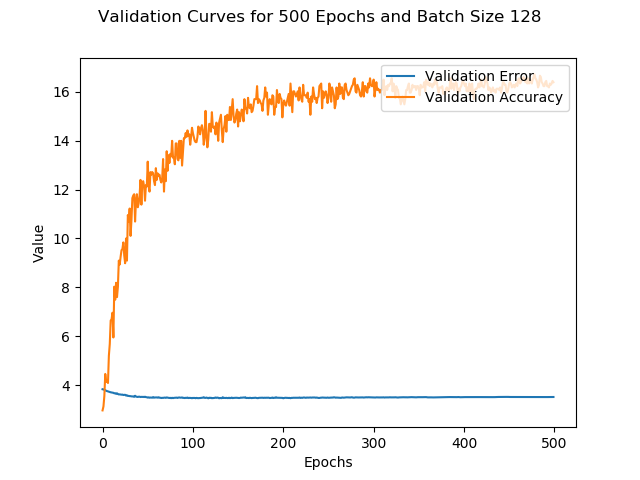 Validation Curves for 500 Epochs and Batch Size 128
Validation Error
Validation Accuracy
16
14
12
10
8
6
4
Value
0
100
200
300
400
500
Epochs